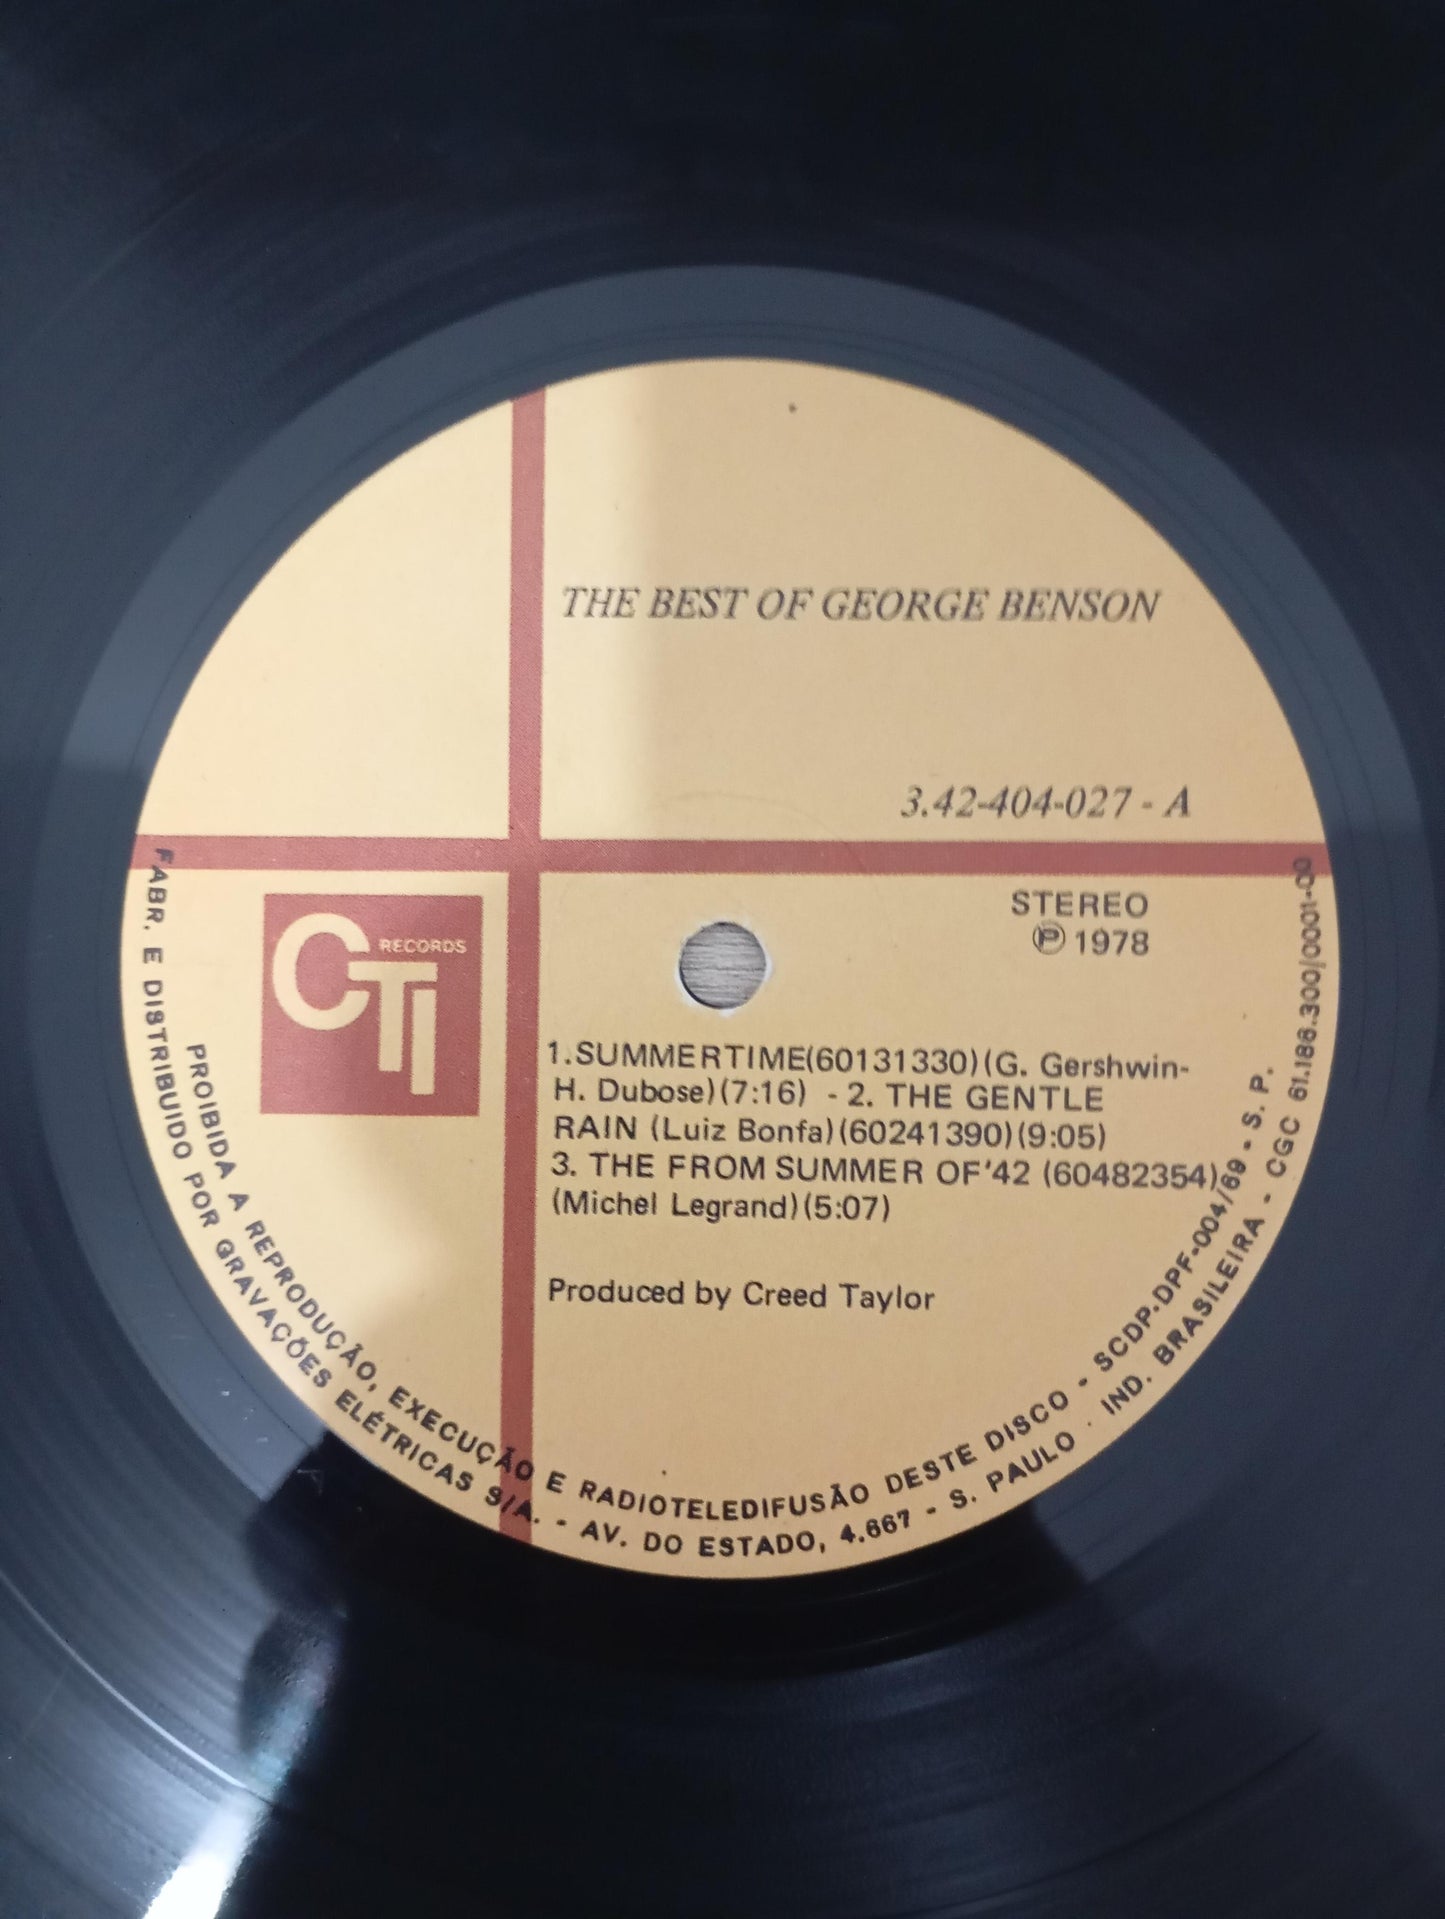 THE BEST OF GEORGE BENSON
3.42-404-027 - A
STEREO
Ⓟ 1978
CTI RECORDS
1.SUMMERTIME(60131330)(G. Gershwin-
H. Dubose)(7:16) - 2. THE GENTLE
RAIN (Luiz Bonfa)(60241390)(9:05)
3. THE FROM SUMMER OF'42 (60482354)
(Michel Legrand)(5:07)
Produced by Creed Taylor
PROIBIDA A REPRODUÇÃO, EXECUÇÃO E RADIOTELEDIFUSÃO DESTE DISCO - SCDP-DPF-004/69 - S. P.
FABR. E DISTRIBUIDO POR GRAVAÇÕES ELÉTRICAS S/A. - AV. DO ESTADO, 4.667 - S. PAULO . IND. BRASILEIRA - CGC 61.186.300/0001-00